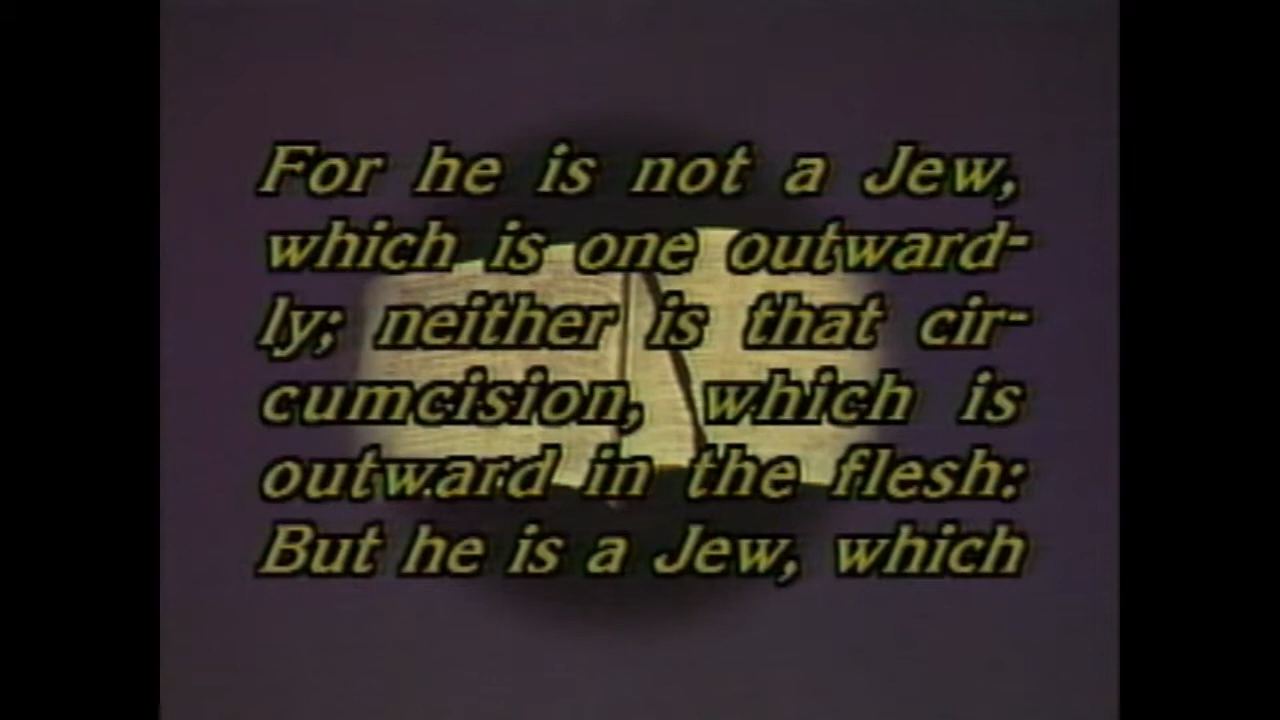 For he is not a Jew,
which is one outward-
ly; neither is that cir-
cumcision, which is
outward in the flesh:
But he is a Jew, which